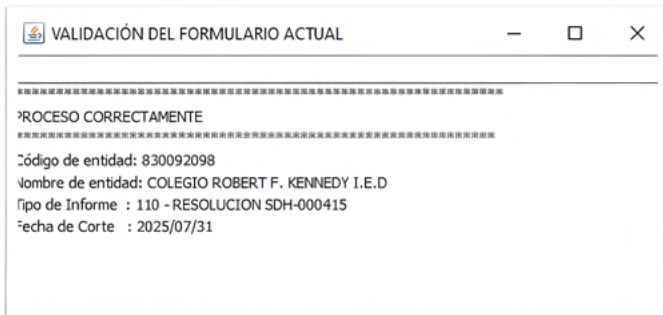 VALIDACIÓN DEL FORMULARIO ACTUAL
********************************************************************
PROCESO CORRECTAMENTE
********************************************************************
Código de entidad: 830092098
Nombre de entidad: COLEGIO ROBERT F. KENNEDY I.E.D
Tipo de Informe : 110 - RESOLUCION SDH-000415
Fecha de Corte : 2025/07/31